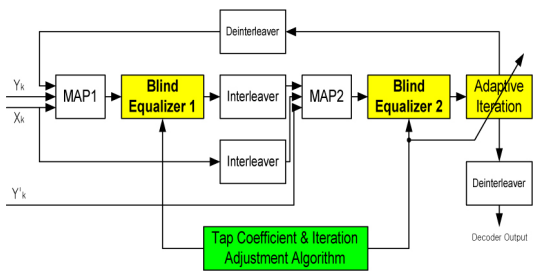 Deinterleaver
Yk
Xk
MAP1
Blind
Equalizer 1
Interleaver
MAP2
Blind
Equalizer 2
Adaptive
Iteration
Interleaver
Deinterleaver
Y'k
Tap Coefficient & Iteration
Adjustment Algorithm
Decoder Output